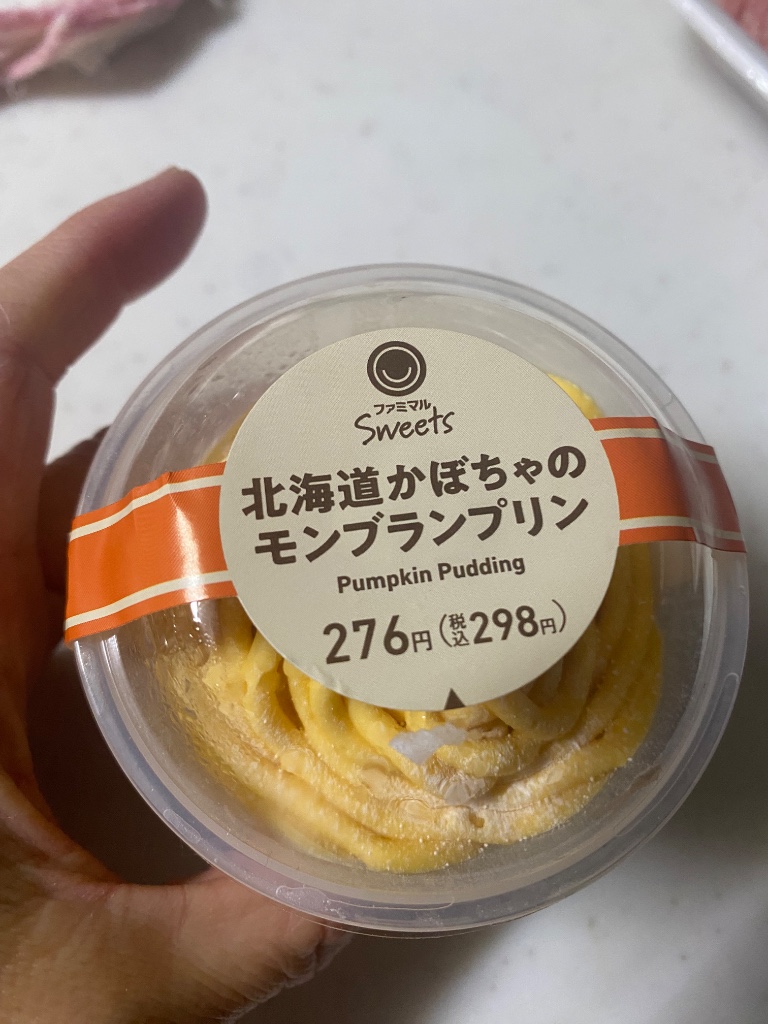 ファミマル
Sweets
北海道かぼちゃの
モンブランプリン
Pumpkin Pudding
276円(税込298円)